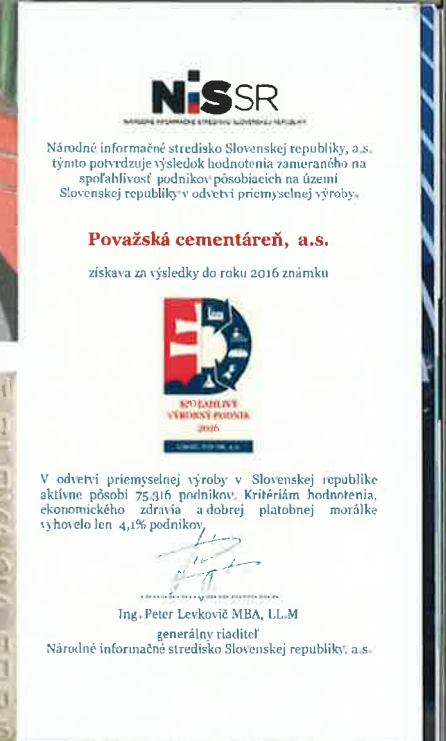 NiSSR
NÁRODNÉ INFORMAČNÉ STREDISKO SLOVENSKEJ REPUBLIKY
Národné informačné stredisko Slovenskej republiky, a.s.
týmto potvrdzuje výsledok hodnotenia zameraného na
spoľahlivosť podnikov pôsobiacich na území
Slovenskej republiky v odvetví priemyselnej výroby.
Považská cementáreň, a.s.
získava za výsledky do roku 2016 známku
SPOĽAHLIVÝ
VÝROBNÝ PODNIK
2016
V odvetví priemyselnej výroby v Slovenskej republike
aktívne pôsobí 75.316 podnikov. Kritériám hodnotenia,
ekonomického zdravia a dobrej platobnej morálke
vyhovelo len 4,1% podnikov.
Ing. Peter Levkovič MBA, LL.M
generálny riaditeľ
Národné informačné stredisko Slovenskej republiky, a.s.